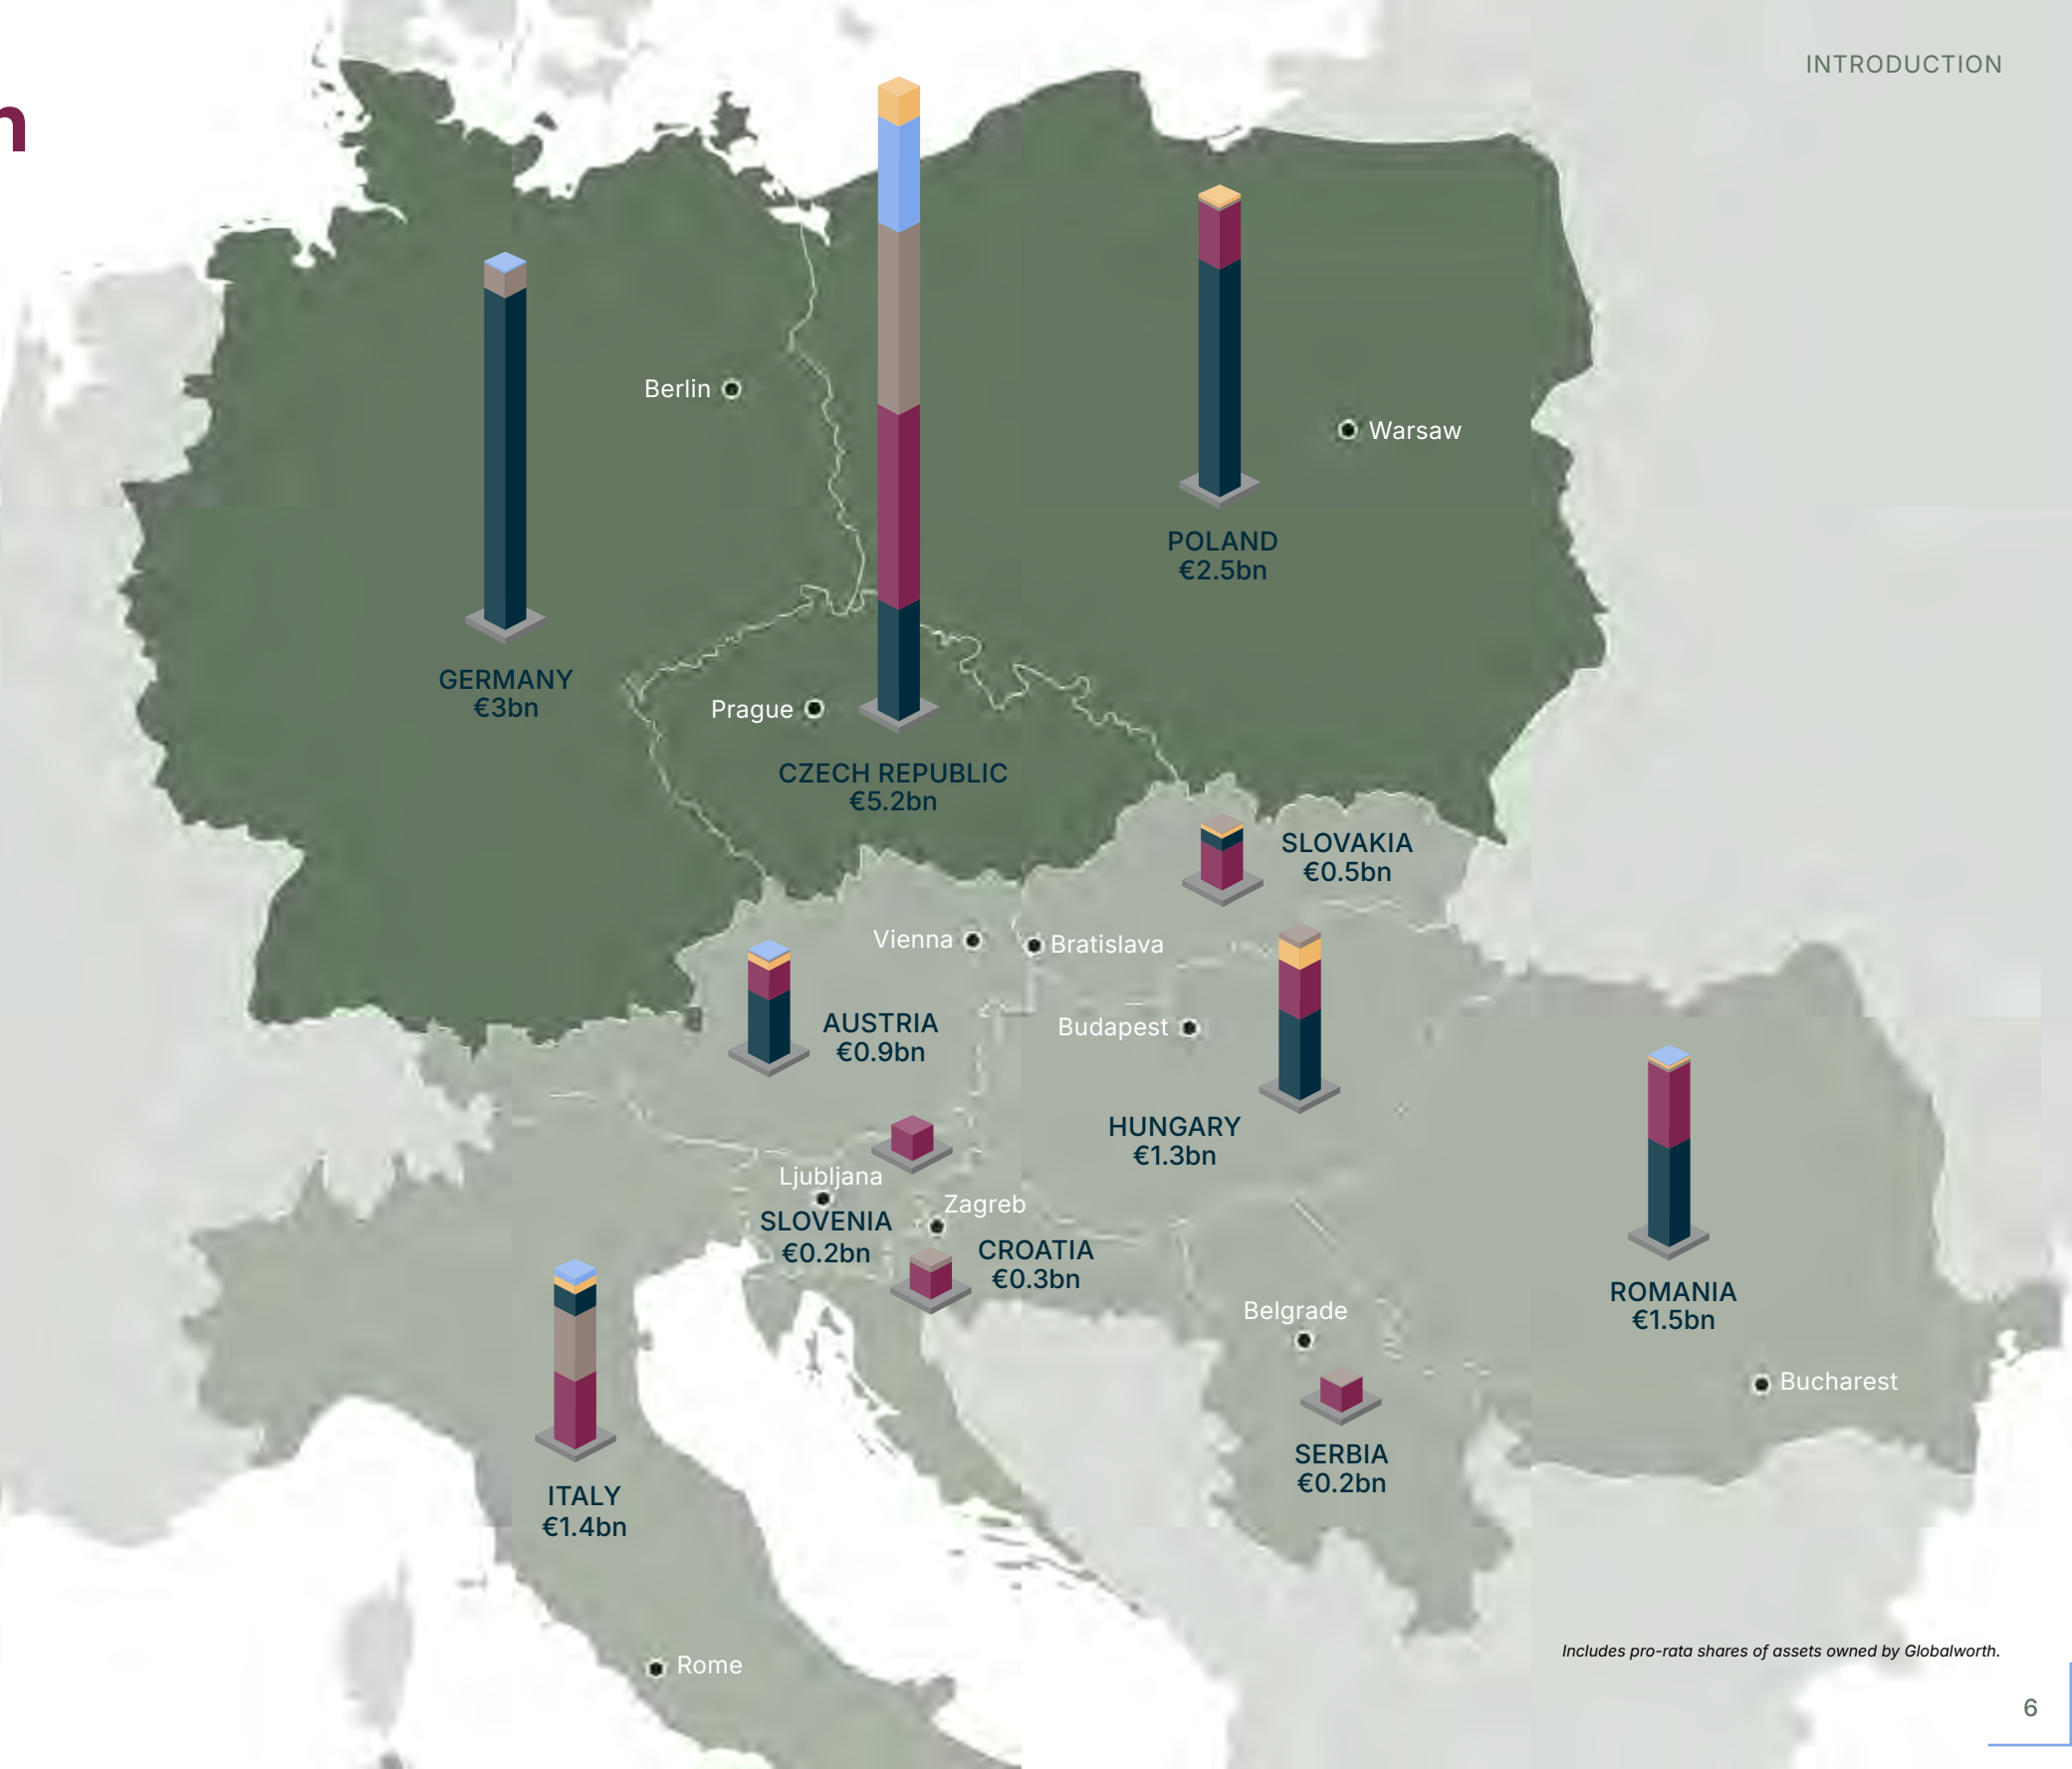 INTRODUCTION
n
Berlin
Warsaw
POLAND
€2.5bn
GERMANY
€3bn
Prague
CZECH REPUBLIC
€5.2bn
SLOVAKIA
€0.5bn
Vienna
Bratislava
AUSTRIA
€0.9bn
Budapest
HUNGARY
€1.3bn
Ljubljana
SLOVENIA
€0.2bn
Zagreb
CROATIA
€0.3bn
ROMANIA
€1.5bn
Belgrade
Bucharest
SERBIA
€0.2bn
ITALY
€1.4bn
Rome
Includes pro-rata shares of assets owned by Globalworth.
6